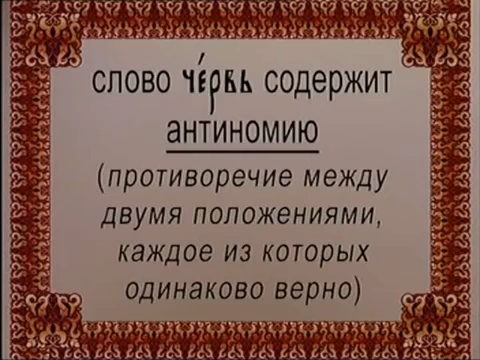 слово че́рвь содержит
антиномию
(противоречие между
двумя положениями,
каждое из которых
одинаково верно)